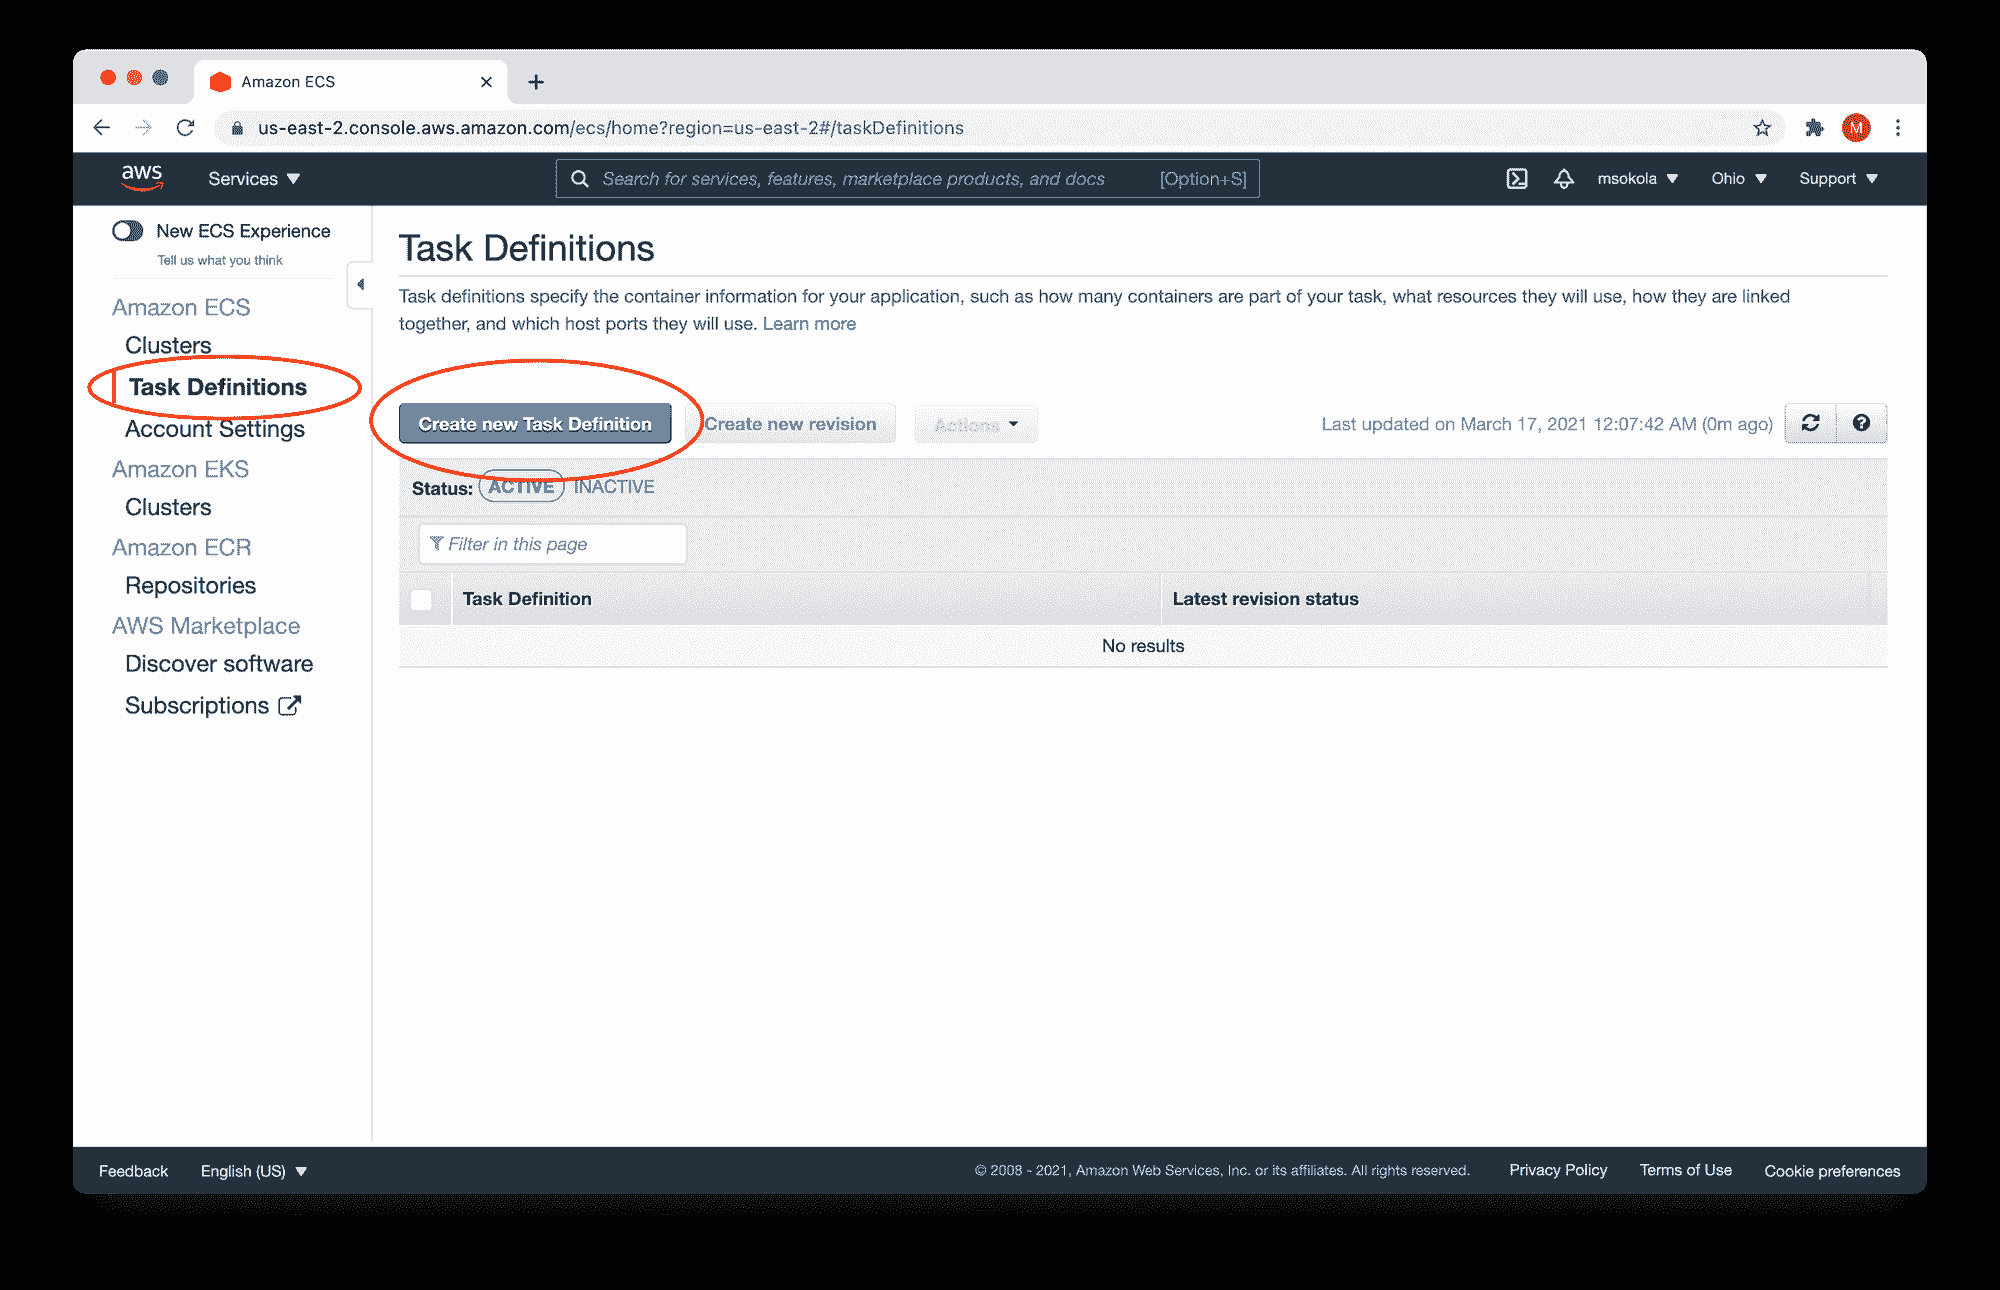 Amazon ECS
us-east-2.console.aws.amazon.com/ecs/home?region=us-east-2#/taskDefinitions
M
aws
Services
Search for services, features, marketplace products, and docs
[Option+S]
msokola
Ohio
Support
New ECS Experience
Tell us what you think
Amazon ECS
Clusters
Task Definitions
Account Settings
Amazon EKS
Clusters
Amazon ECR
Repositories
AWS Marketplace
Discover software
Subscriptions
Task Definitions
Task definitions specify the container information for your application, such as how many containers are part of your task, what resources they will use, how they are linked
together, and which host ports they will use. Learn more
Create new Task Definition
Create new revision
Actions
Last updated on March 17, 2021 12:07:42 AM (0m ago)
Status: ACTIVE INACTIVE
Filter in this page
Task Definition
Latest revision status
No results
Feedback
English (US)
© 2008 - 2021, Amazon Web Services, Inc. or its affiliates. All rights reserved.
Privacy Policy
Terms of Use
Cookie preferences